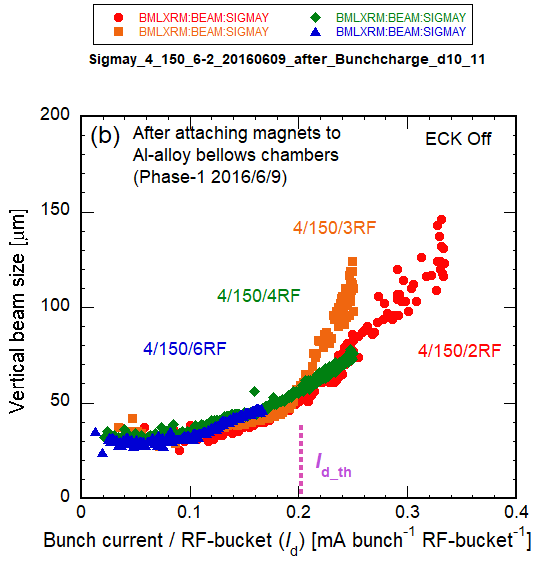 BMLXRM:BEAM:SIGMAY BMLXRM:BEAM:SIGMAY
BMLXRM:BEAM:SIGMAY BMLXRM:BEAM:SIGMAY
Sigmay_4_150_6-2_20160609_after_Bunchcharge_d10_11
200
150
100
50
0
Vertical beam size [μm]
(b) After attaching magnets to
Al-alloy bellows chambers
(Phase-1 2016/6/9)
ECK Off
4/150/3RF
4/150/4RF
4/150/6RF
4/150/2RF
I d_th
0 0.1 0.2 0.3 0.4
Bunch current / RF-bucket (I d) [mA bunch⁻¹ RF-bucket⁻¹]